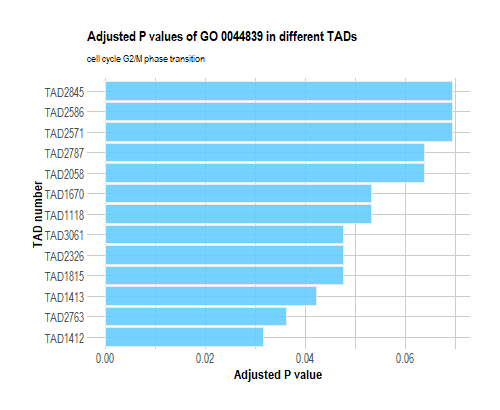 Adjusted P values of GO 0044839 in different TADs
cell cycle G2/M phase transition
TAD number
TAD2845
TAD2586
TAD2571
TAD2787
TAD2058
TAD1670
TAD1118
TAD3061
TAD2326
TAD1815
TAD1413
TAD2763
TAD1412
0.00 0.02 0.04 0.06
Adjusted P value